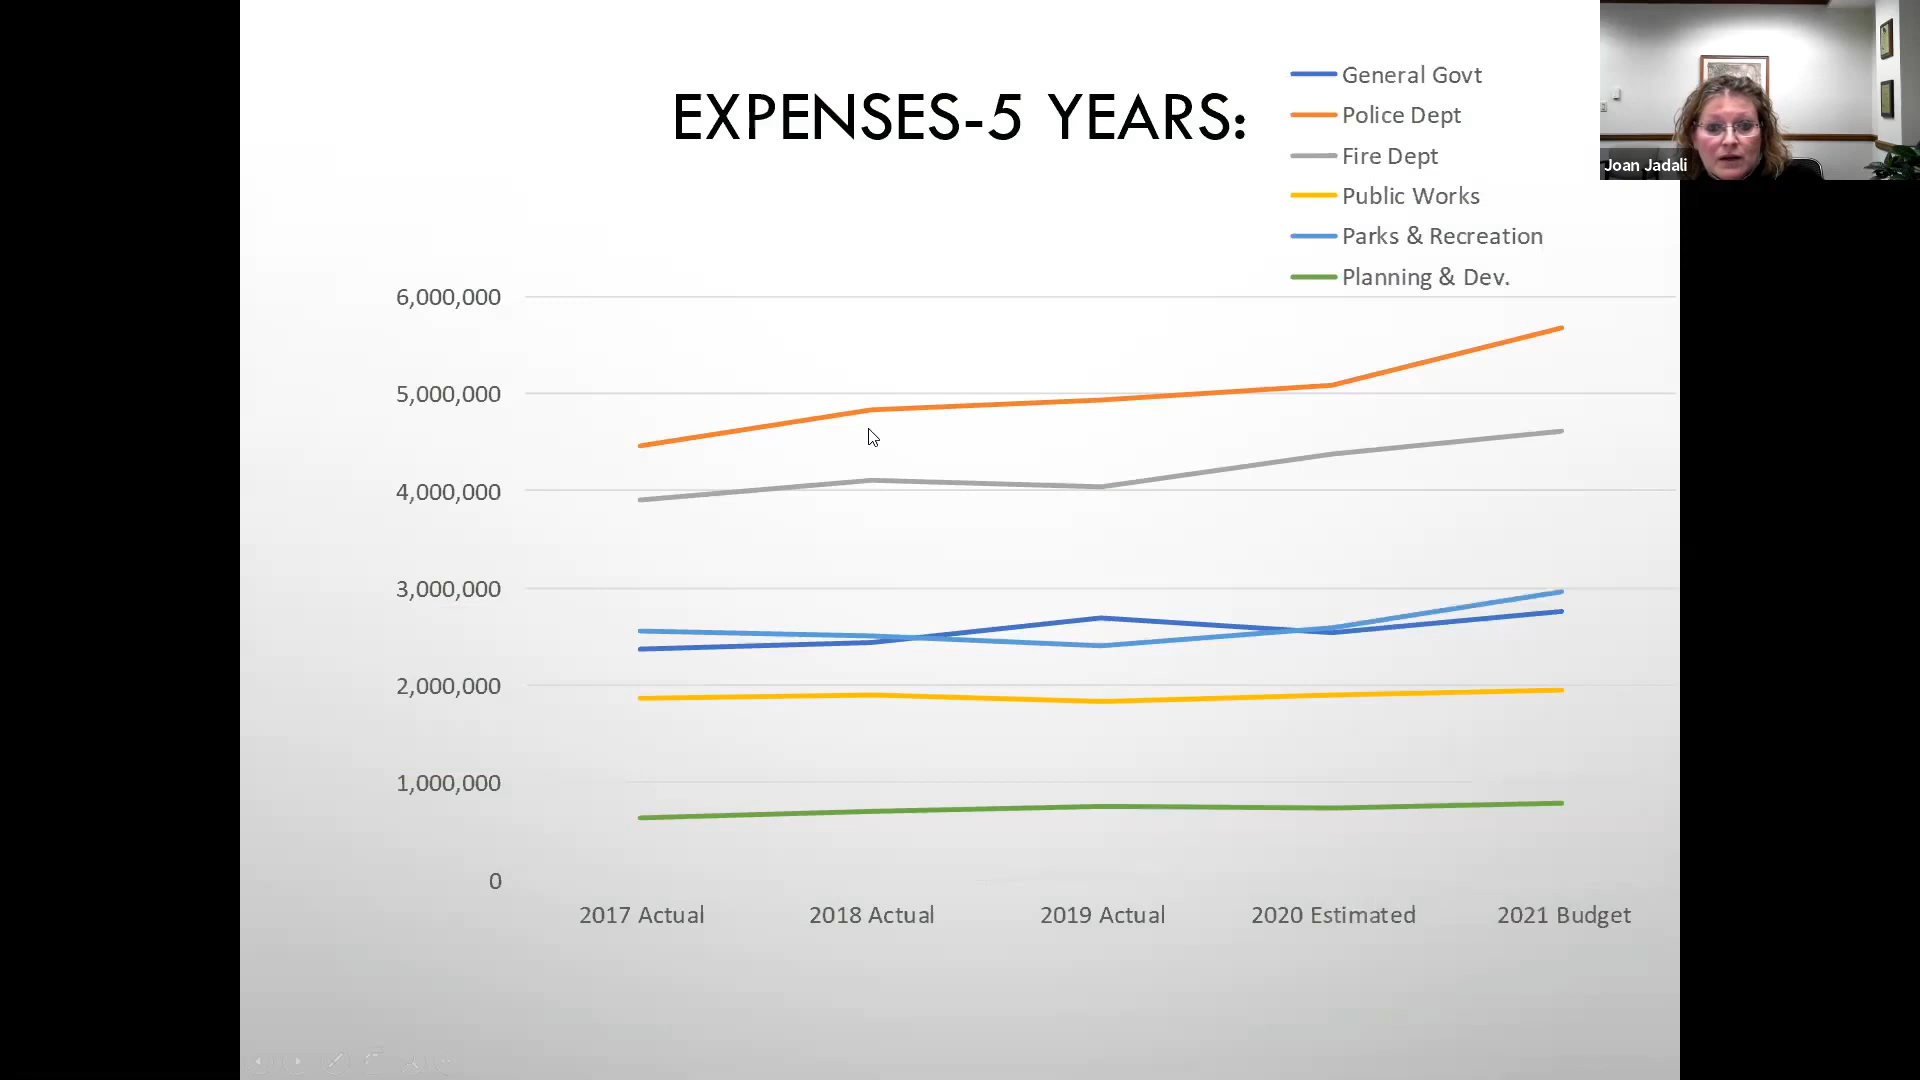 EXPENSES-5 YEARS:
General Govt
Police Dept
Fire Dept
Public Works
Parks & Recreation
Planning & Dev.
Joan Jadali
6,000,000
5,000,000
4,000,000
3,000,000
2,000,000
1,000,000
0
2017 Actual
2018 Actual
2019 Actual
2020 Estimated
2021 Budget